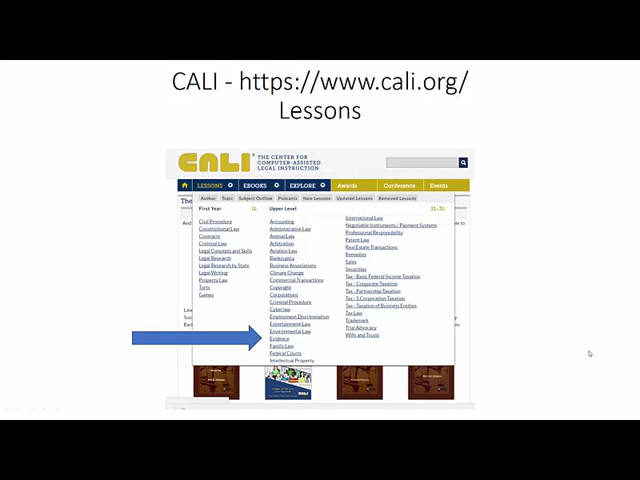 CALI - https://www.cali.org/
Lessons
CALI THE CENTER FOR
COMPUTER-ASSISTED
LEGAL INSTRUCTION
LESSONS EBOOKS EXPLORE Awards Conference Events
Author Topic Subject Outline Podcasts New Lessons Updated Lessons Removed Lessons
First Year 1L
Civil Procedure
Constitutional Law
Contracts
Criminal Law
Legal Concepts and Skills
Legal Research
Legal Research by State
Legal Writing
Property Law
Torts
Games
Upper Level 2L-3L
Accounting
Administrative Law
Animal Law
Arbitration
Aviation Law
Bankruptcy
Business Associations
Climate Change
Commercial Transactions
Copyright
Corporations
Criminal Procedure
Cyberlaw
Employment Discrimination
Entertainment Law
Environmental Law
Evidence
Family Law
Federal Courts
Intellectual Property
International Law
Negotiable Instruments / Payment Systems
Professional Responsibility
Patent Law
Real Estate Transactions
Remedies
Sales
Securities
Tax - Basic Federal Income Taxation
Tax - Corporate Taxation
Tax - Partnership Taxation
Tax - S Corporation Taxation
Tax - Taxation of Business Entities
Tax Law
Trademark
Trial Advocacy
Wills and Trusts
CALI